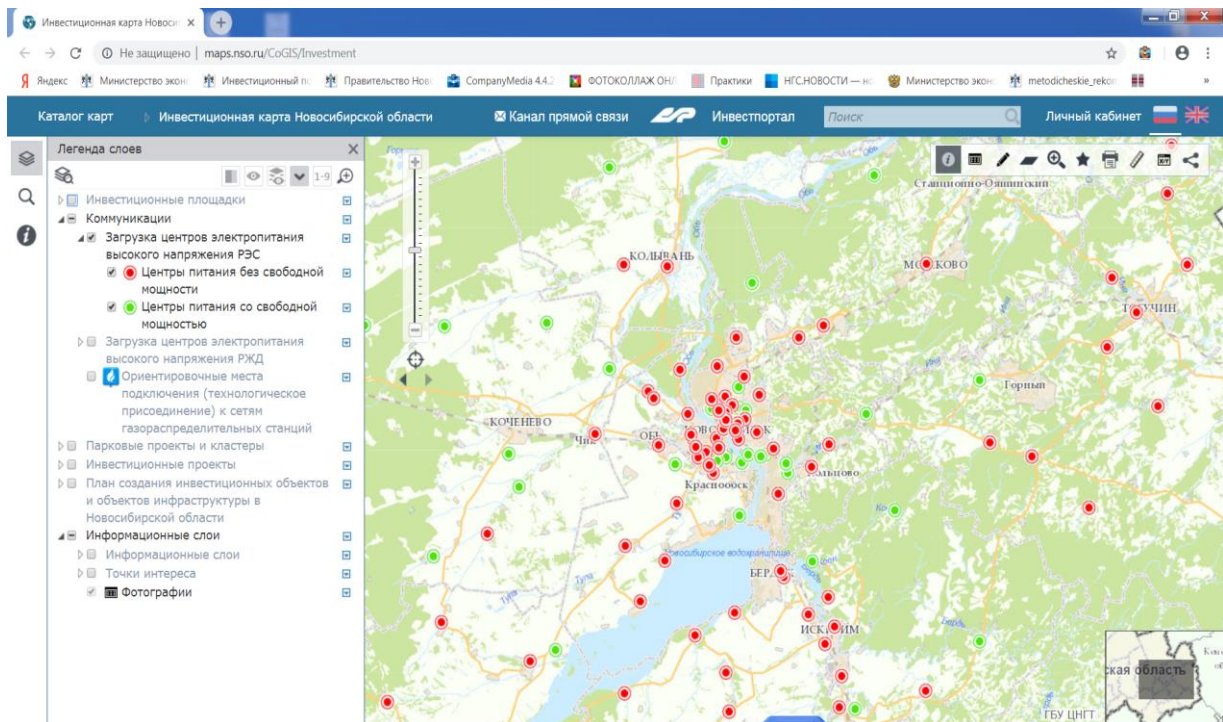 Инвестиционная карта Новоси
Не защищено | maps.nso.ru/CoGIS/Investment
Яндекс Министерство экон Инвестиционный п Правительство Нов CompanyMedia 4.4.2 ФОТОКОЛЛАЖ ОНЛ Практики НГС.НОВОСТИ — н Министерство экон metodicheskie_rekon
Каталог карт Инвестиционная карта Новосибирской области Канал прямой связи Инвестпортал Поиск Личный кабинет
Легенда слоев
1-9
Инвестиционные площадки
Коммуникации
Загрузка центров электропитания
высокого напряжения РЭС
Центры питания без свободной
мощности
Центры питания со свободной
мощностью
Загрузка центров электропитания
высокого напряжения РЖД
Ориентировочные места
подключения (технологическое
присоединение) к сетям
газораспределительных станций
Парковые проекты и кластеры
Инвестиционные проекты
План создания инвестиционных объектов
и объектов инфраструктуры в
Новосибирской области
Информационные слои
Информационные слои
Точки интереса
Фотографии
Станционно-Ояшинский
КОЛЫВАНЬ
МОШКОВО
Обь
Иня
Горный
КОЧЕНЕВО
Чик
Краснообск
Новосибирское водохранилище
Тула
Бердь
ская область
ГБУ ЦНГТ